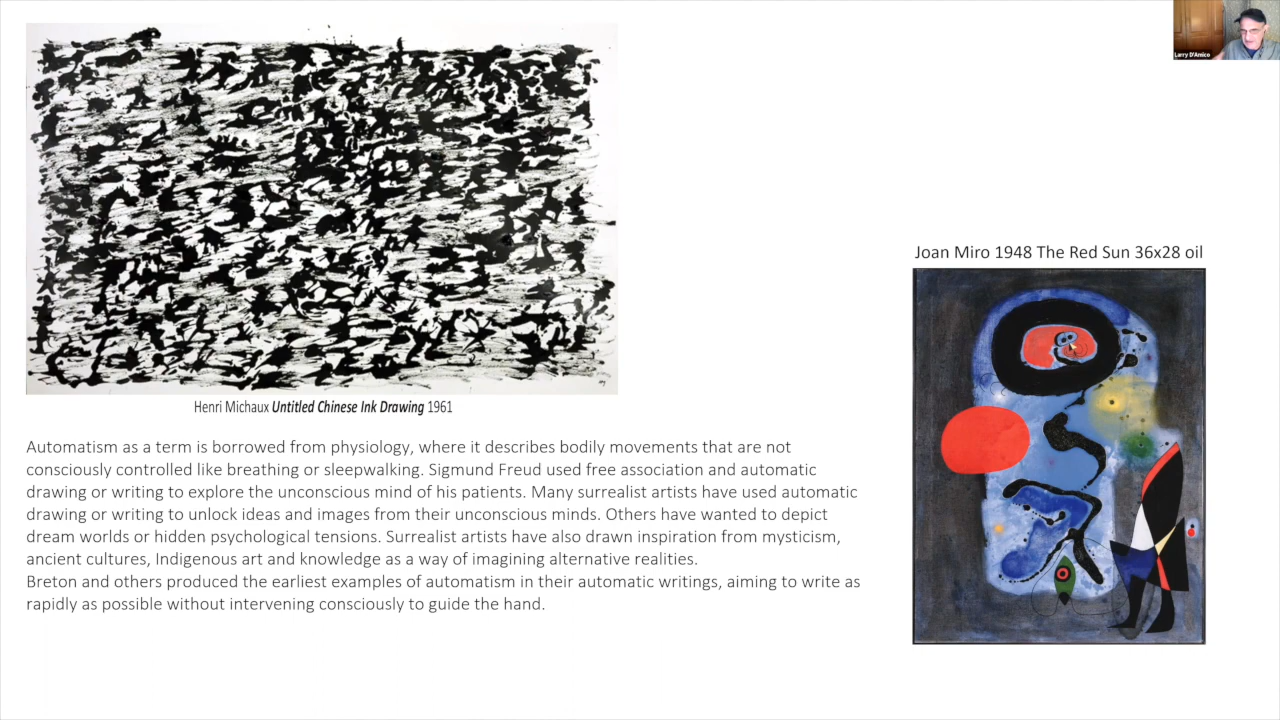 Larry D'Amico
Joan Miro 1948 The Red Sun 36x28 oil
Henri Michaux Untitled Chinese Ink Drawing 1961
Automatism as a term is borrowed from physiology, where it describes bodily movements that are not
consciously controlled like breathing or sleepwalking. Sigmund Freud used free association and automatic
drawing or writing to explore the unconscious mind of his patients. Many surrealist artists have used automatic
drawing or writing to unlock ideas and images from their unconscious minds. Others have wanted to depict
dream worlds or hidden psychological tensions. Surrealist artists have also drawn inspiration from mysticism,
ancient cultures, Indigenous art and knowledge as a way of imagining alternative realities.
Breton and others produced the earliest examples of automatism in their automatic writings, aiming to write as
rapidly as possible without intervening consciously to guide the hand.